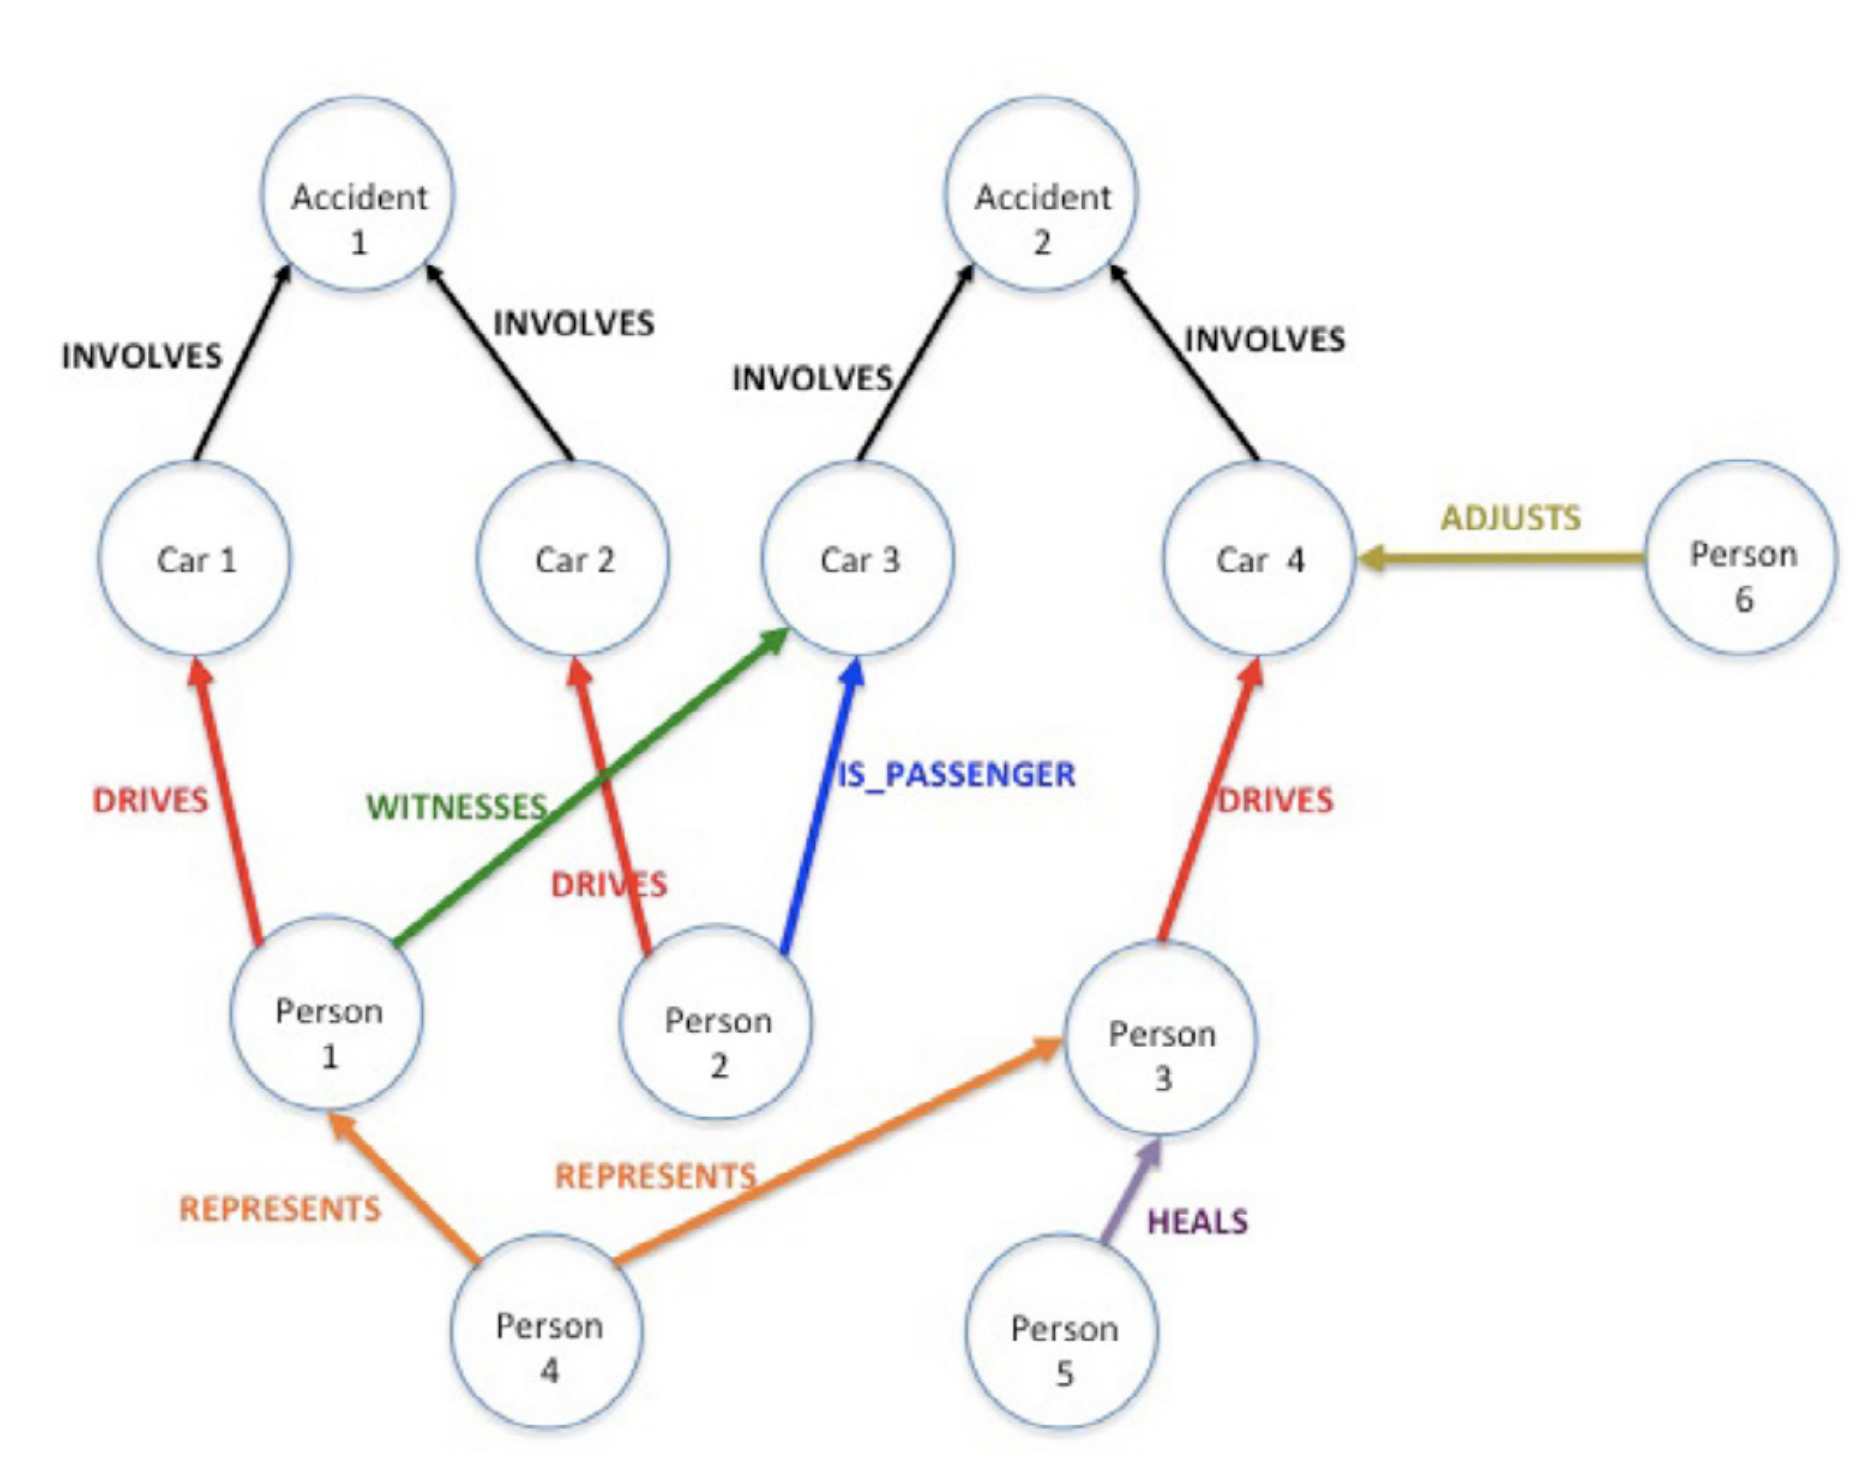 Accident
1
Accident
2
INVOLVES
INVOLVES
INVOLVES
INVOLVES
Car 1
Car 2
Car 3
Car  4
ADJUSTS
Person
6
DRIVES
WITNESSES
DRIVES
IS_PASSENGER
DRIVES
Person
1
Person
2
Person
3
REPRESENTS
REPRESENTS
HEALS
Person
4
Person
5